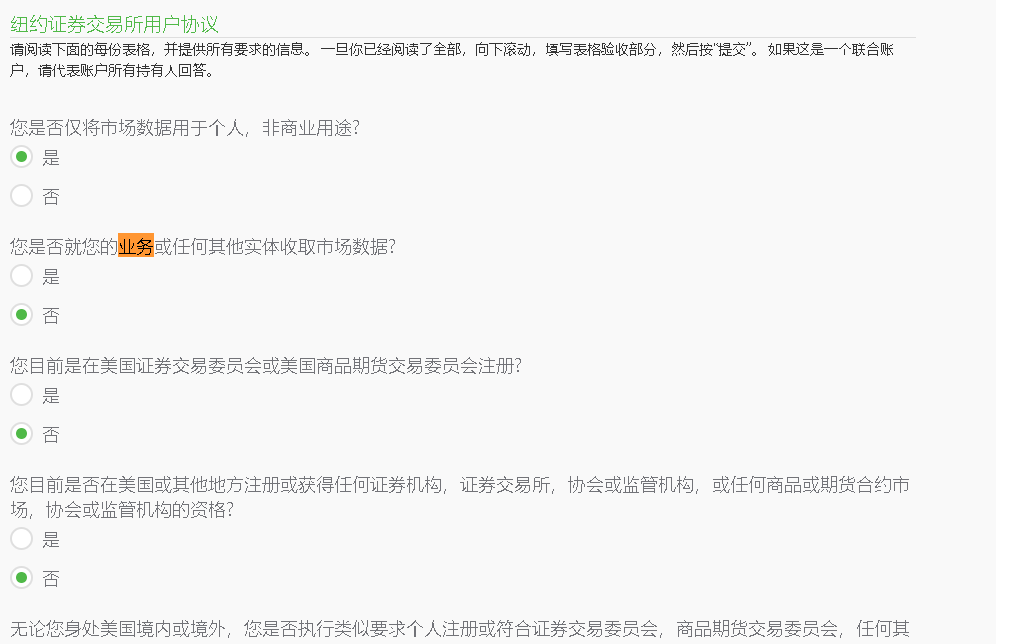 纽约证券交易所用户协议
请阅读下面的每份表格，并提供所有要求的信息。 一旦你已经阅读了全部，向下滚动，填写表格验收部分，然后按“提交”。 如果这是一个联合账
户，请代表账户所有持有人回答。
您是否仅将市场数据用于个人，非商业用途?
是
否
您是否就您的业务或任何其他实体收取市场数据?
是
否
您目前是在美国证券交易委员会或美国商品期货交易委员会注册?
是
否
您目前是否在美国或其他地方注册或获得任何证券机构，证券交易所，协会或监管机构，或任何商品或期货合约市
场，协会或监管机构的资格?
是
否
无论您身处美国境内或境外，您是否执行类似要求个人注册或符合证券交易委员会，商品期货交易委员会，任何其